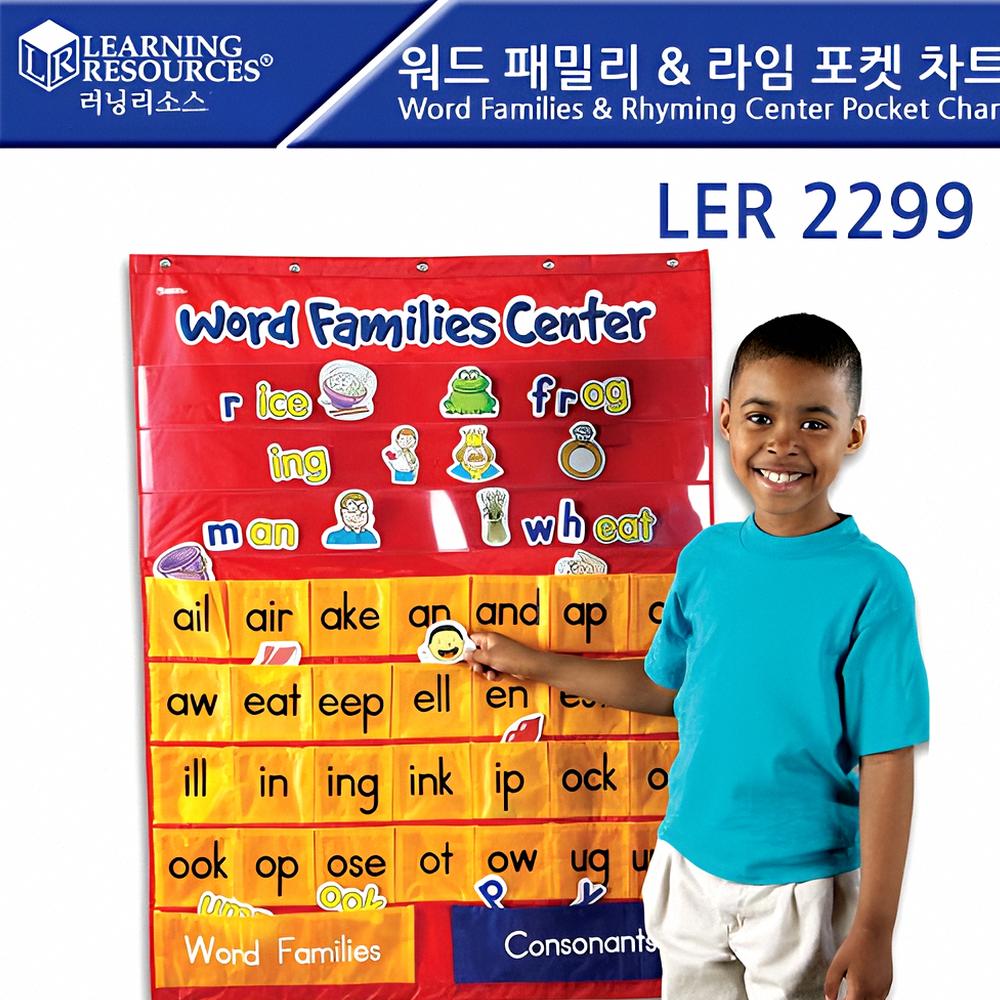 LEARNING
RESOURCES®
러닝리소스
워드 패밀리 & 라임 포켓 차트
Word Families & Rhyming Center Pocket Char
LER 2299
Word Families Center
r ice frog
ing
man wheat
ail air ake an and ap
aw eat eep ell en
ill in ing ink ip ock
ook op ose ot ow ug
ump ook p k
Word Families Consonants